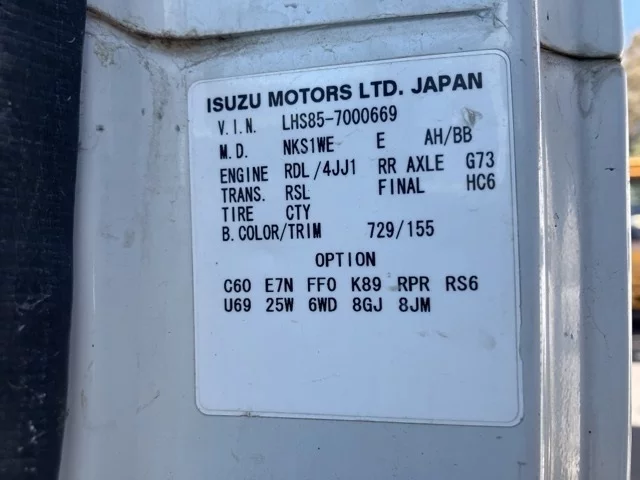 ISUZU MOTORS LTD. JAPAN
V.I.N. LHS85-7000669
M.D. NKS1WE E AH/BB
ENGINE RDL/4JJ1 RR AXLE G73
TRANS. RSL FINAL HC6
TIRE CTY
B.COLOR/TRIM 729/155
OPTION
C60 E7N FF0 K89 RPR RS6
U69 25W 6WD 8GJ 8JM